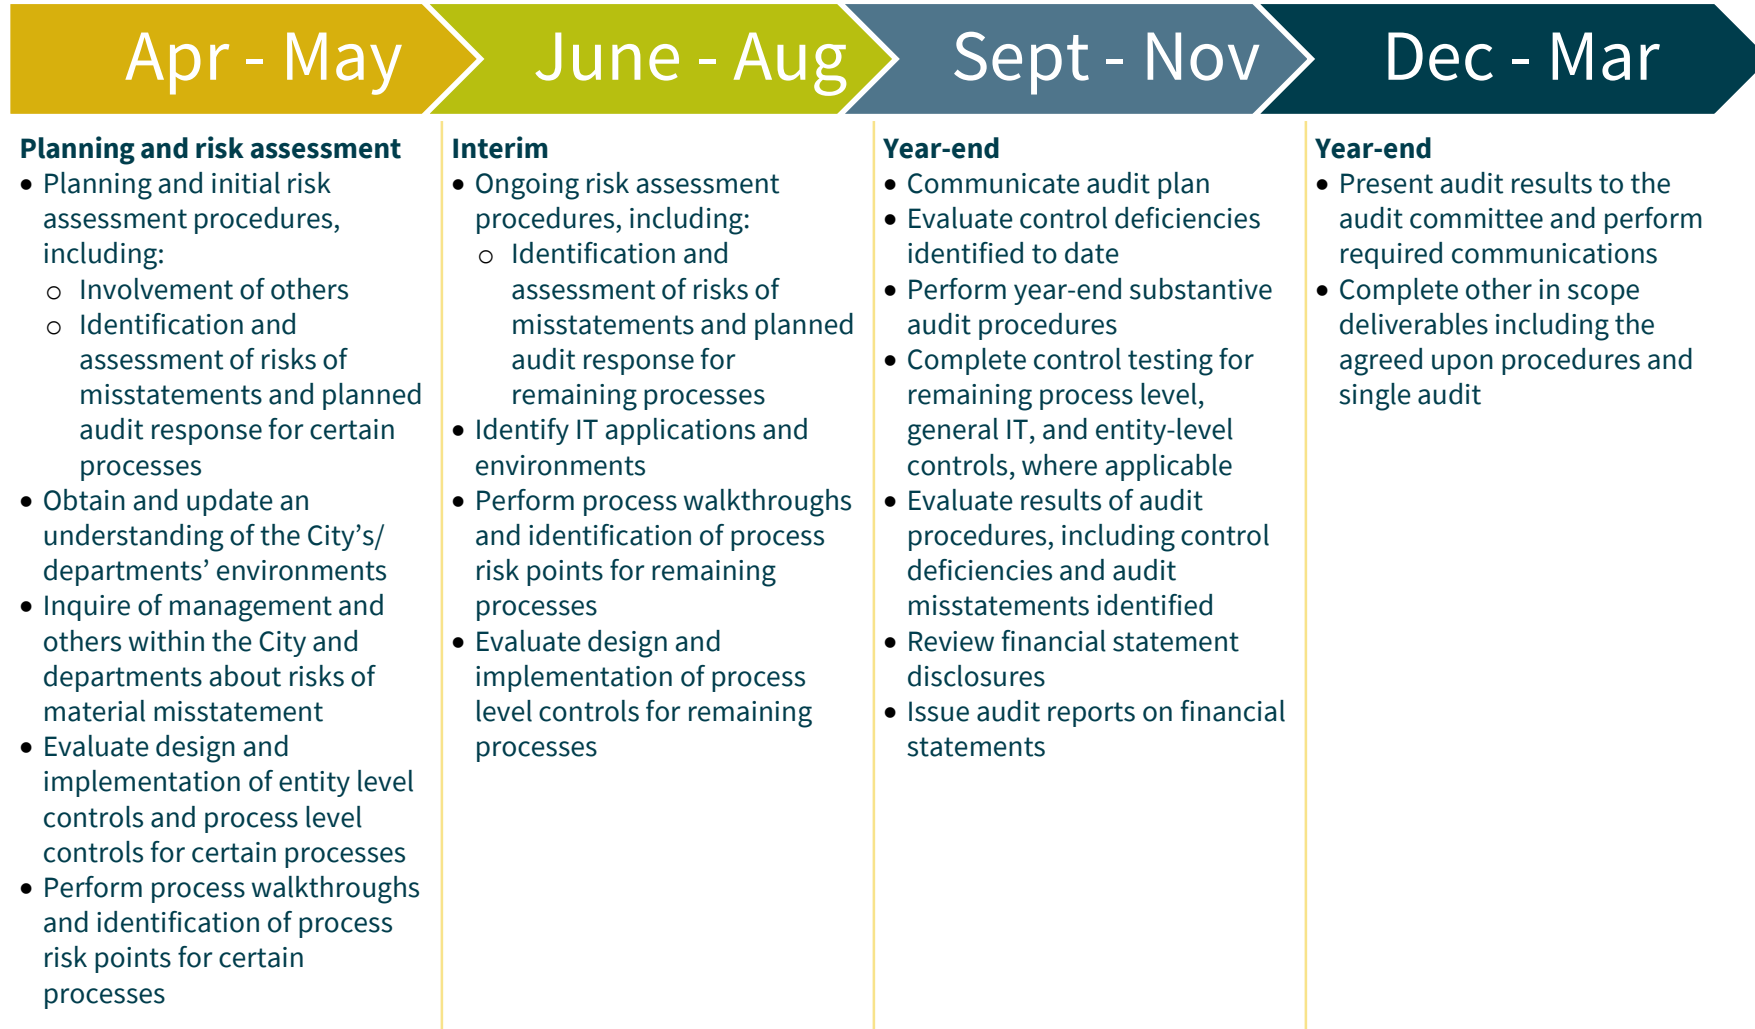 Apr - May
June - Aug
Sept - Nov
Dec - Mar
Planning and risk assessment
• Planning and initial risk
assessment procedures,
including:
o Involvement of others
o Identification and
assessment of risks of
misstatements and planned
audit response for certain
processes
• Obtain and update an
understanding of the City’s/
departments’ environments
• Inquire of management and
others within the City and
departments about risks of
material misstatement
• Evaluate design and
implementation of entity level
controls and process level
controls for certain processes
• Perform process walkthroughs
and identification of process
risk points for certain
processes
Interim
• Ongoing risk assessment
procedures, including:
o Identification and
assessment of risks of
misstatements and planned
audit response for
remaining processes
• Identify IT applications and
environments
• Perform process walkthroughs
and identification of process
risk points for remaining
processes
• Evaluate design and
implementation of process
level controls for remaining
processes
Year-end
• Communicate audit plan
• Evaluate control deficiencies
identified to date
• Perform year-end substantive
audit procedures
• Complete control testing for
remaining process level,
general IT, and entity-level
controls, where applicable
• Evaluate results of audit
procedures, including control
deficiencies and audit
misstatements identified
• Review financial statement
disclosures
• Issue audit reports on financial
statements
Year-end
• Present audit results to the
audit committee and perform
required communications
• Complete other in scope
deliverables including the
agreed upon procedures and
single audit